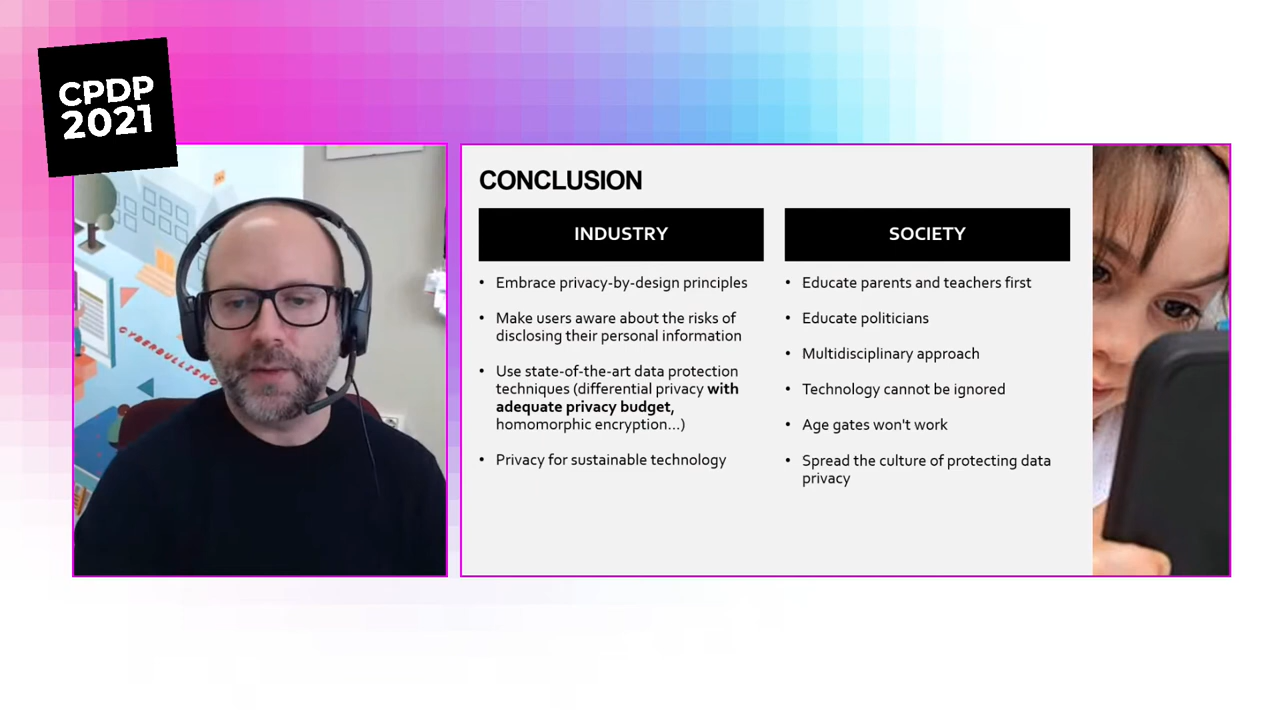 CPDP
2021
CYBERBULLISMO
CONCLUSION
INDUSTRY
• Embrace privacy-by-design principles
• Make users aware about the risks of
disclosing their personal information
• Use state-of-the-art data protection
techniques (differential privacy with
adequate privacy budget,
homomorphic encryption...)
• Privacy for sustainable technology
SOCIETY
• Educate parents and teachers first
• Educate politicians
• Multidisciplinary approach
• Technology cannot be ignored
• Age gates won't work
• Spread the culture of protecting data
privacy